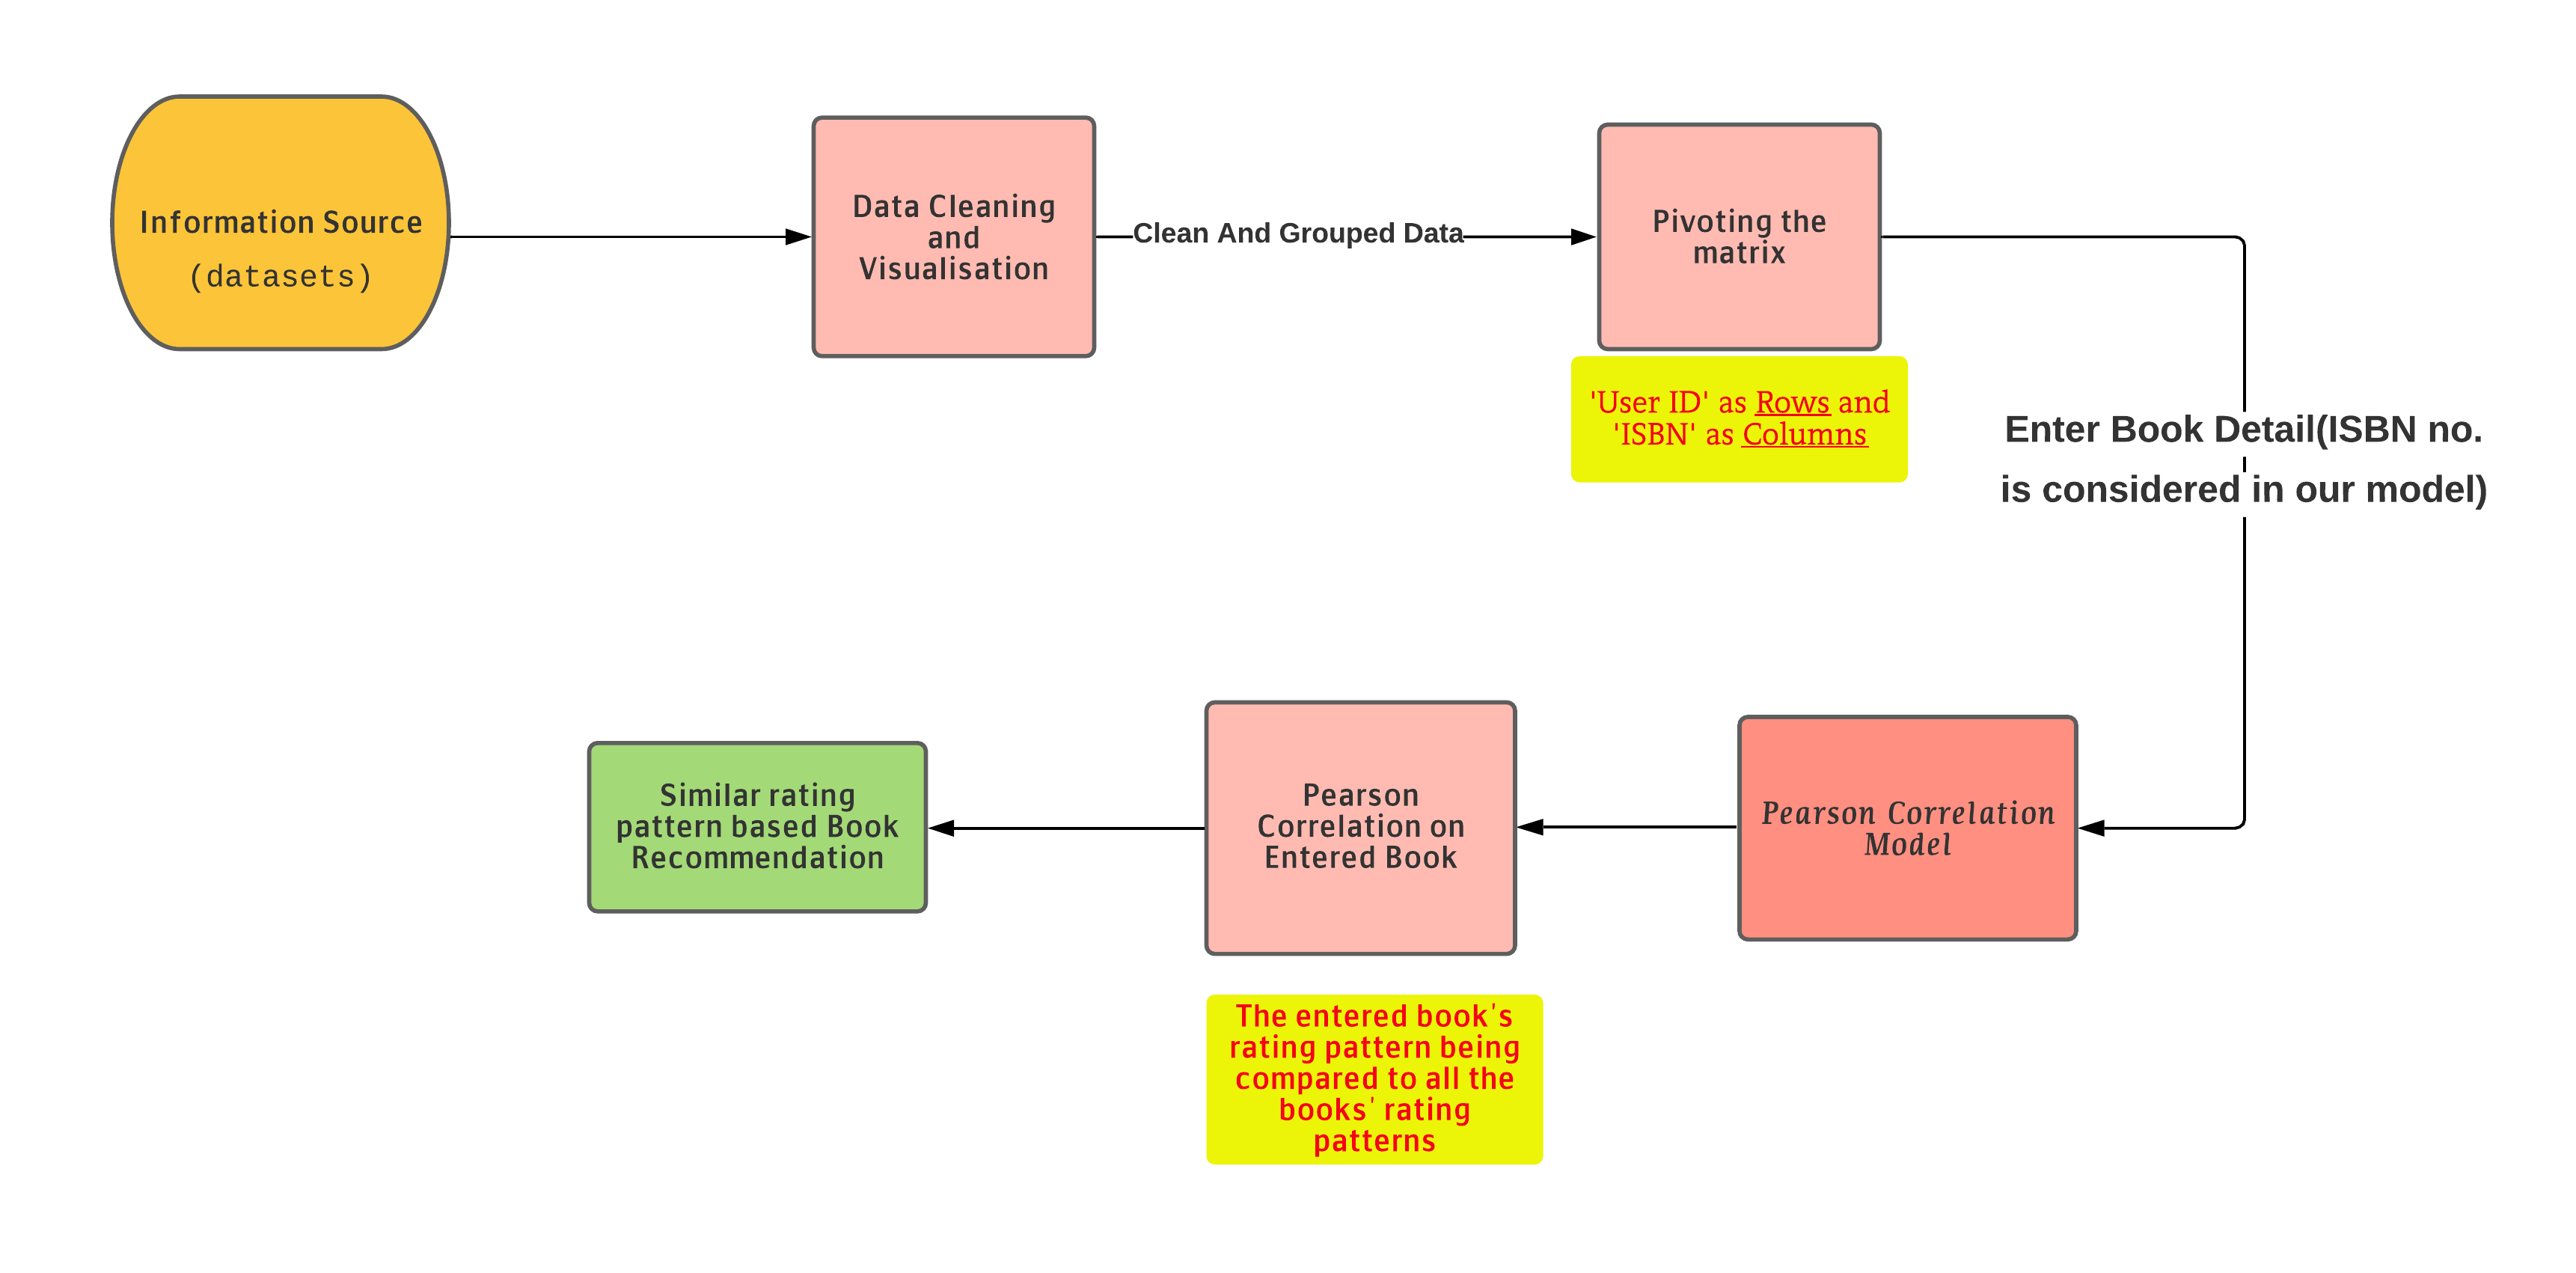 Information Source
(datasets)
Data Cleaning
and
Visualisation
Clean And Grouped Data
Pivoting the
matrix
'User ID' as Rows and
'ISBN' as Columns
Enter Book Detail(ISBN no.
is considered in our model)
Pearson Correlation
Model
Pearson
Correlation on
Entered Book
The entered book's
rating pattern being
compared to all the
books' rating
patterns
Similar rating
pattern based Book
Recommendation